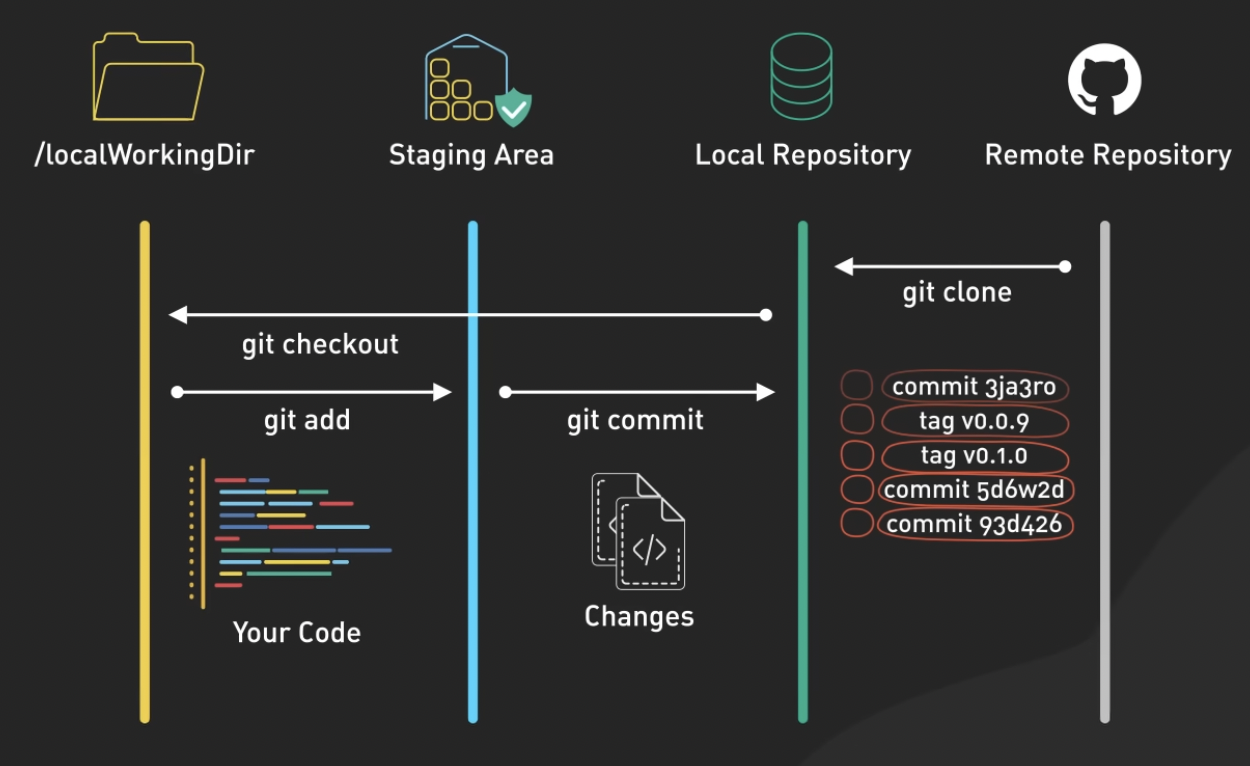 /localWorkingDir
Staging Area
Local Repository
Remote Repository
git clone
git checkout
git add
git commit
commit 3ja3ro
tag v0.0.9
tag v0.1.0
commit 5d6w2d
commit 93d426
</>
Your Code
Changes